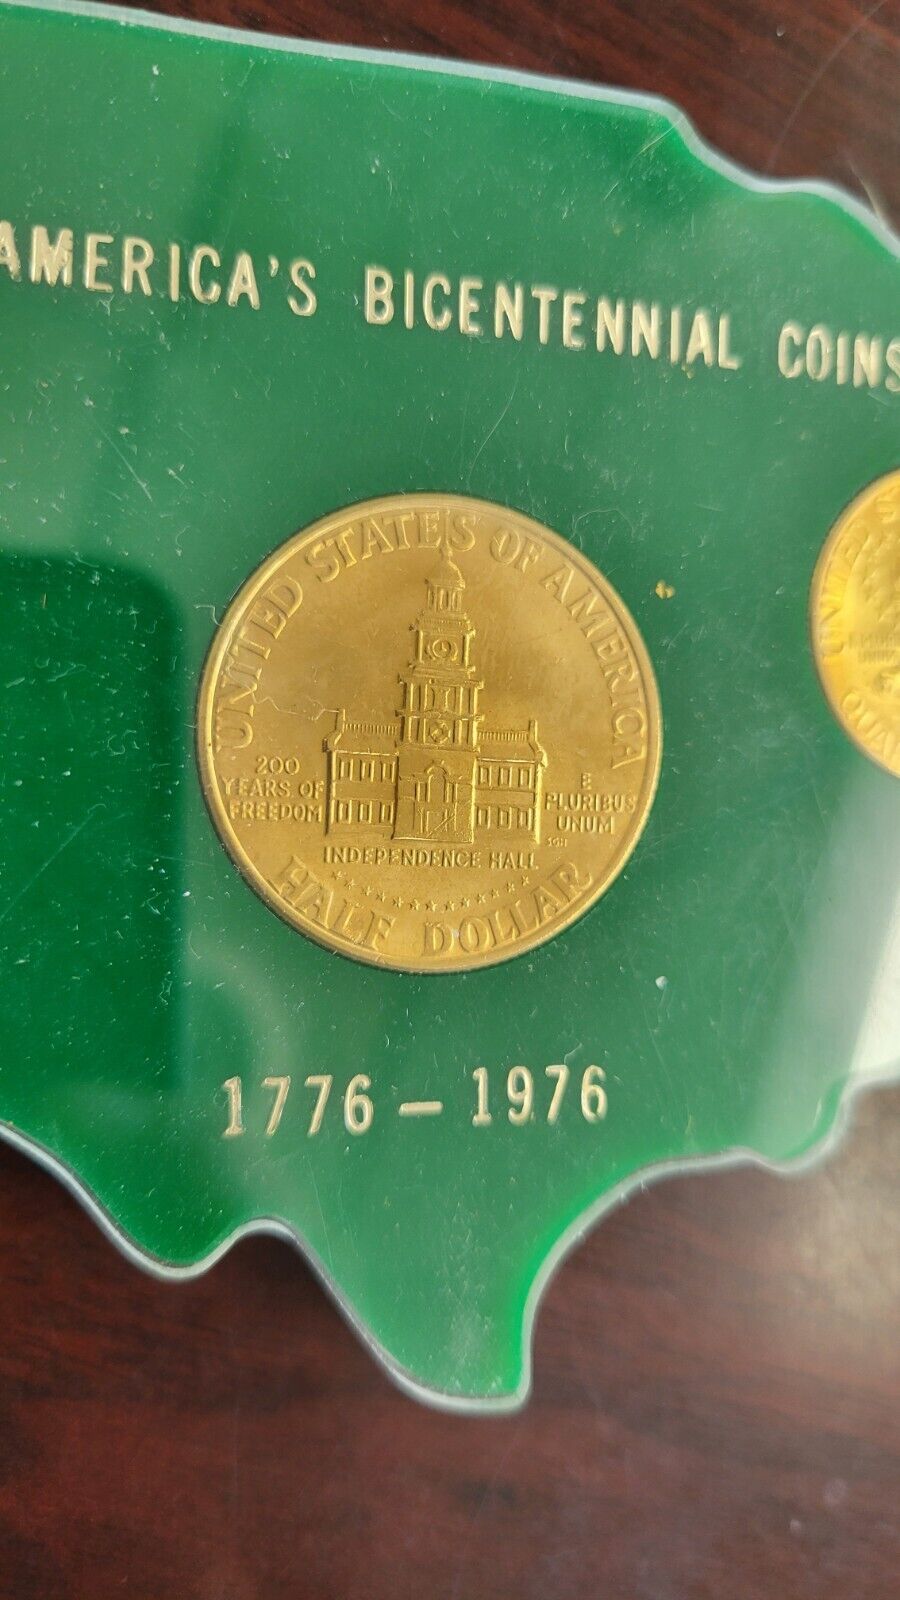 AMERICA'S BICENTENNIAL COINS
UNITED STATES OF AMERICA
200
YEARS OF
FREEDOM
E
PLURIBUS
UNUM
INDEPENDENCE HALL
HALF DOLLAR
UNITED
1776 – 1976